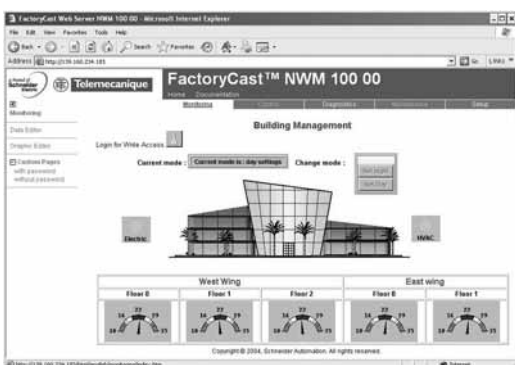 FactoryCast Web Server NWM 100 00 - Microsoft Internet Explorer
File Edit View Favorites Tools Help
Back Search Favorites
Address Go Links »
Telemecanique
FactoryCast™ NWM 100 00
Home Documentation
Monitoring Control Diagnostics Maintenance Setup
Monitoring
Data Editor
Graphic Editor
Custom Pages
with password
without password
Building Management
Login for Write Access
Current mode : Current mode is : day settings Change mode :
Electric HVAC
West Wing East wing
Floor 0 Floor 1 Floor 2 Floor 0 Floor 1
Copyright © 2004, Schneider Automation. All rights reserved.
Internet